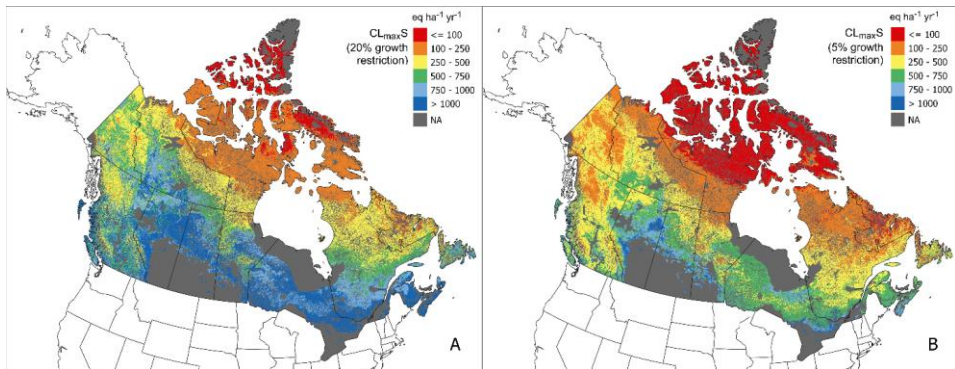 eq ha⁻¹ yr⁻¹
CLmaxS
(20% growth
restriction)
<= 100
100 - 250
250 - 500
500 - 750
750 - 1000
> 1000
NA
A
eq ha⁻¹ yr⁻¹
CLmaxS
(5% growth
restriction)
<= 100
100 - 250
250 - 500
500 - 750
750 - 1000
> 1000
NA
B